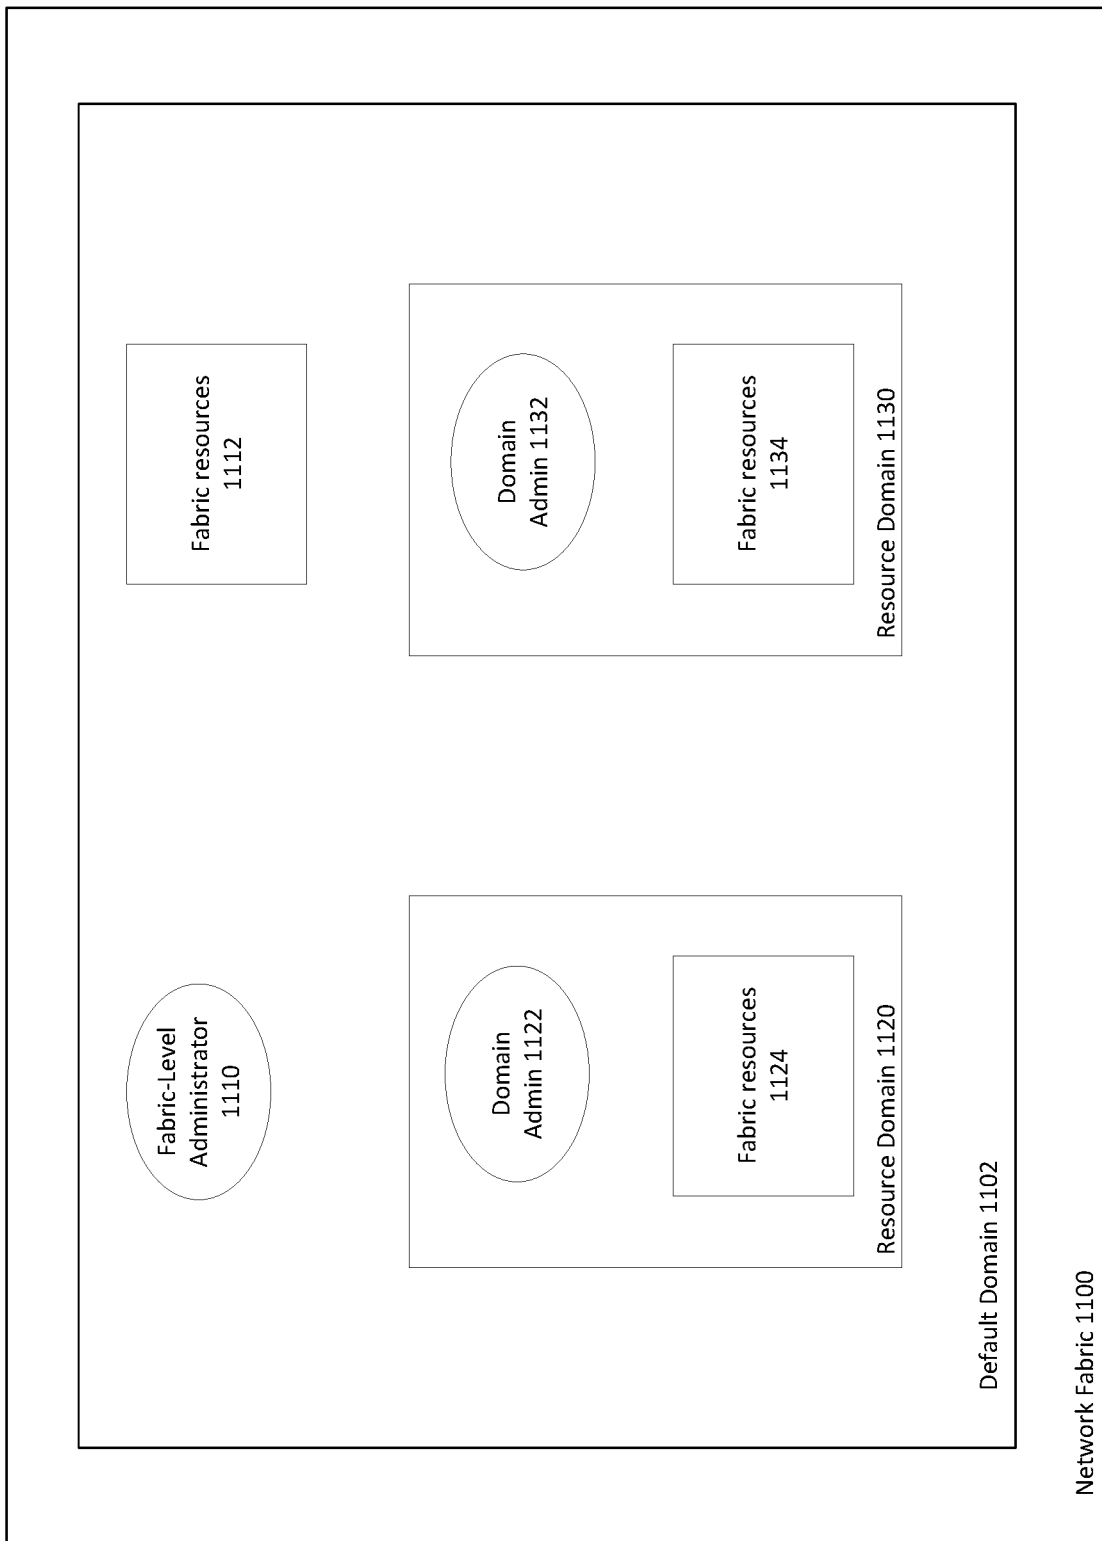 Fabric-Level
Administrator
1110
Fabric resources
1112
Domain
Admin 1122
Fabric resources
1124
Resource Domain 1120
Domain
Admin 1132
Fabric resources
1134
Resource Domain 1130
Default Domain 1102
Network Fabric 1100